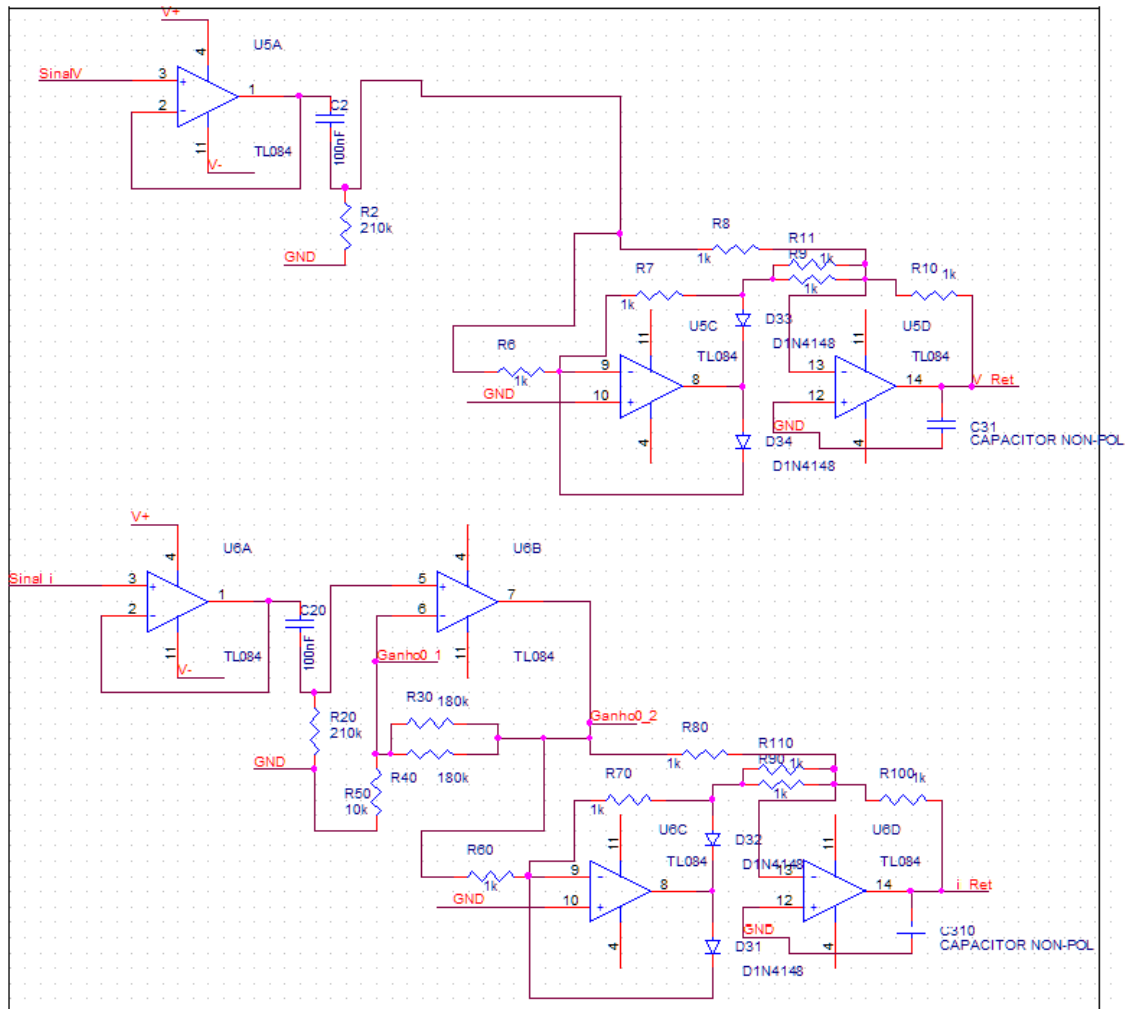 V+
4
U5A
SinalV
3
+
1
2
-
C2
100nF
11
V-
TL084
R2
210k
GND
R8
1k
R11
1k
R9
1k
R7
1k
R10
1k
U5C
11
D33
D1N4148
U5D
11
TL084
TL084
R6
1k
9
-
8
10
+
GND
4
13
-
14
12
+
GND
4
V_Ret
D34
D1N4148
C31
CAPACITOR NON-POL
V+
4
U6A
4
U6B
Sinal_i
3
+
1
2
-
C20
100nF
5
+
7
6
-
11
V-
TL084
11
TL084
Ganho0_1
R20
210k
R30
180k
Ganho0_2
GND
R40
180k
R50
10k
R80
1k
R110
1k
R90
1k
R70
1k
R100
1k
U6C
11
D32
D1N4148
U6D
11
TL084
TL084
R60
1k
9
-
8
10
+
GND
4
13
-
14
12
+
GND
4
i_Ret
D31
D1N4148
C310
CAPACITOR NON-POL